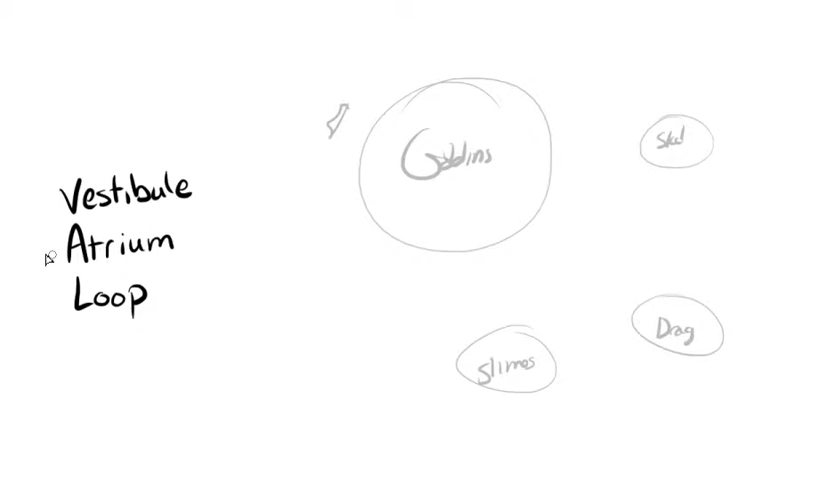 Goblins
Skel
Vestibule
Atrium
Loop
Drag
Slimes